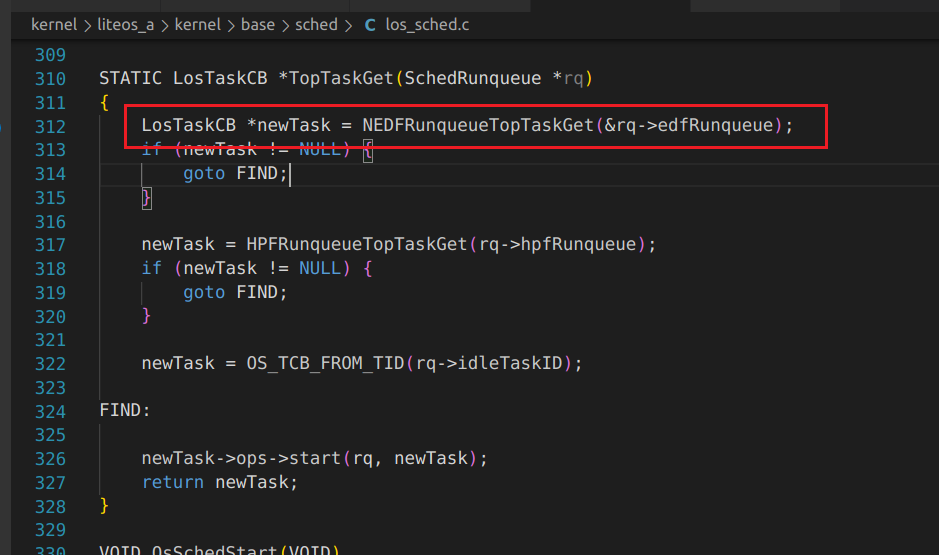 kernel > liteos_a > kernel > base > sched > C los_sched.c
309
310 STATIC LosTaskCB *TopTaskGet(SchedRunqueue *rq)
311 {
312     LosTaskCB *newTask = NEDFRunqueueTopTaskGet(&rq->edfRunqueue);
313     if (newTask != NULL) {
314         goto FIND;
315     }
316
317     newTask = HPFRunqueueTopTaskGet(rq->hpfRunqueue);
318     if (newTask != NULL) {
319         goto FIND;
320     }
321
322     newTask = OS_TCB_FROM_TID(rq->idleTaskID);
323
324 FIND:
325
326     newTask->ops->start(rq, newTask);
327     return newTask;
328 }
329
330 VOID OsSchedStart(VOID)